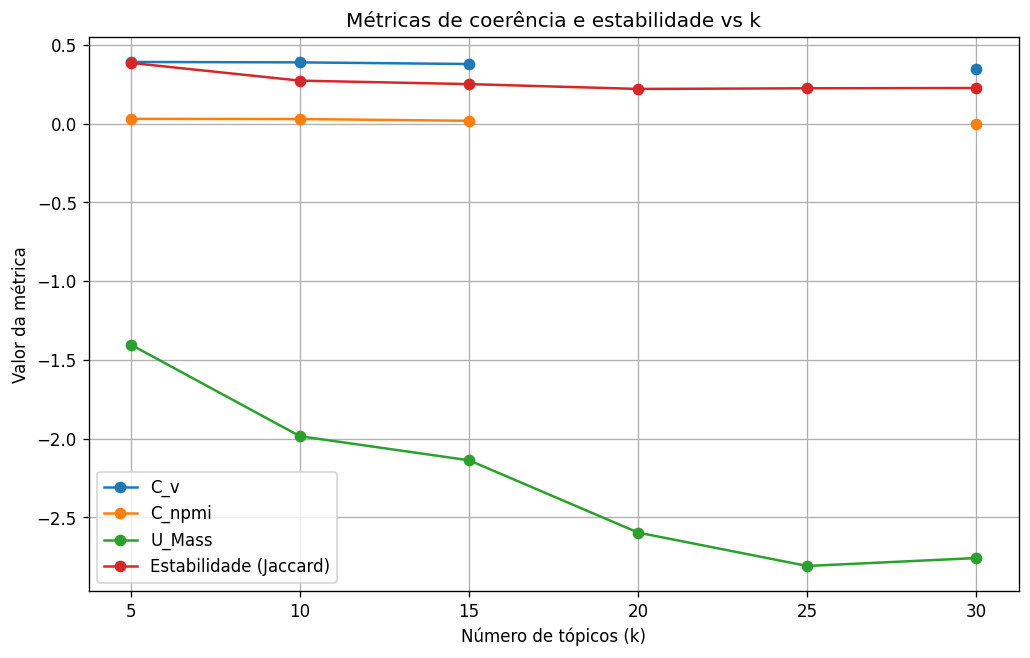 Métricas de coerência e estabilidade vs k
Valor da métrica
0.5
0.0
−0.5
−1.0
−1.5
−2.0
−2.5
C_v
C_npmi
U_Mass
Estabilidade (Jaccard)
5 10 15 20 25 30
Número de tópicos (k)